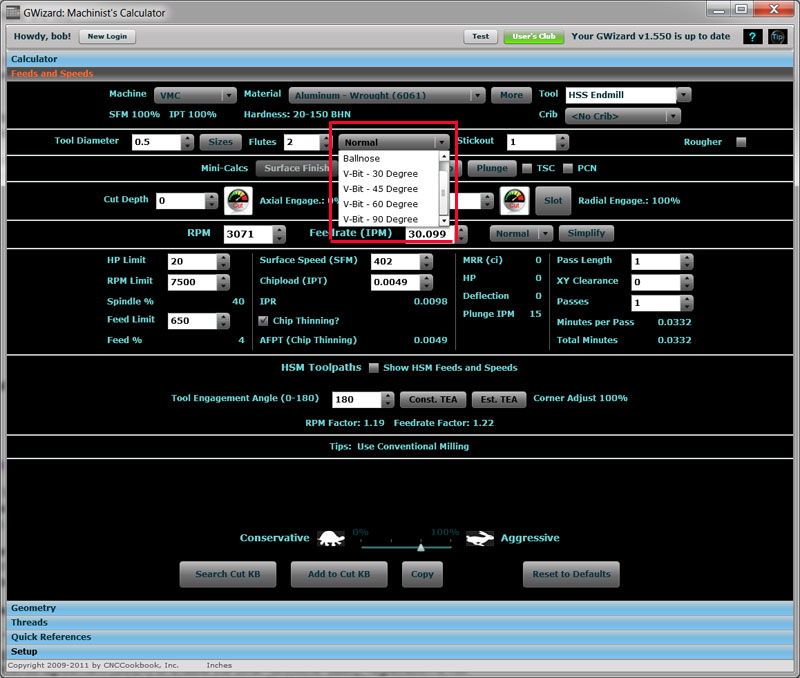 GWizard: Machinist's Calculator
Howdy, bob! New Login Test User's Club Your GWizard v1.550 is up to date ? Tip
Calculator
Feeds and Speeds
Machine VMC Material Aluminum - Wrought (6061) More Tool HSS Endmill
SFM 100% IPT 100% Hardness: 20-150 BHN Crib <No Crib>
Tool Diameter 0.5 Sizes Flutes 2 Normal Stickout 1 Rougher
Ballnose
Mini-Calcs Surface Finish Plunge TSC PCN
V-Bit - 30 Degree
V-Bit - 45 Degree
Cut Depth 0 Cut Axial Engage.: 0% Cut Slot Radial Engage.: 100%
V-Bit - 60 Degree
V-Bit - 90 Degree
RPM 3071 Feedrate (IPM) 30.099 Normal Simplify
HP Limit 20 Surface Speed (SFM) 402 MRR (ci) 0 Pass Length 1
RPM Limit 7500 Chipload (IPT) 0.0049 HP 0 XY Clearance 0
Spindle % 40 IPR 0.0098 Deflection 0 Passes 1
Feed Limit 650 Chip Thinning? Plunge IPM 15 Minutes per Pass 0.0332
Feed % 4 AFPT (Chip Thinning) 0.0049 Total Minutes 0.0332
HSM Toolpaths Show HSM Feeds and Speeds
Tool Engagement Angle (0-180) 180 Const. TEA Est. TEA Corner Adjust 100%
RPM Factor: 1.19 Feedrate Factor: 1.22
Tips: Use Conventional Milling
0% 100%
Conservative Aggressive
Search Cut KB Add to Cut KB Copy Reset to Defaults
Geometry
Threads
Quick References
Setup
Copyright 2009-2011 by CNCCookbook, Inc. Inches